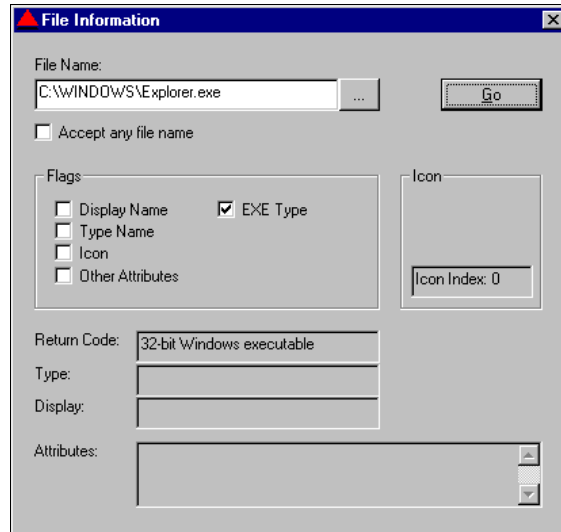 File Information
File Name:
C:\WINDOWS\Explorer.exe
...
Go
Accept any file name
Flags
Display Name
EXE Type
Type Name
Icon
Other Attributes
Icon
Icon Index: 0
Return Code: 32-bit Windows executable
Type:
Display:
Attributes: